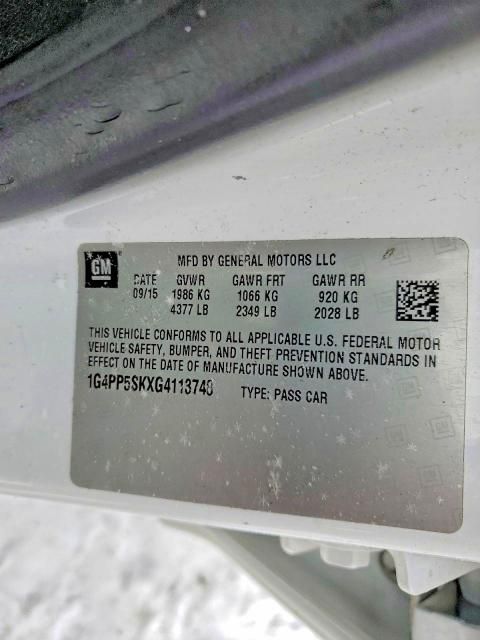 GM
MFD BY GENERAL MOTORS LLC
DATE GVWR GAWR FRT GAWR RR
09/15 1986 KG 1066 KG 920 KG
4377 LB 2349 LB 2028 LB
THIS VEHICLE CONFORMS TO ALL APPLICABLE U.S. FEDERAL MOTOR
VEHICLE SAFETY, BUMPER, AND THEFT PREVENTION STANDARDS IN
EFFECT ON THE DATE OF MANUFACTURE SHOWN ABOVE.
1G4PP5SKXG4113740 TYPE: PASS CAR